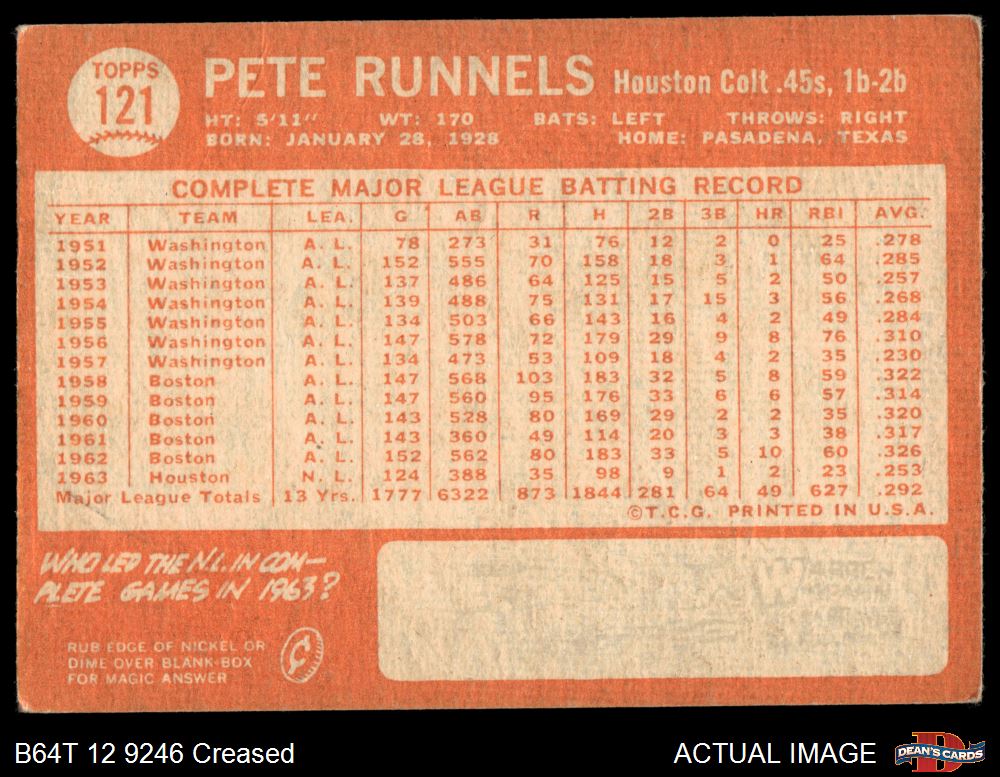 TOPPS
121
PETE RUNNELS Houston Colt .45s, 1b-2b
HT: 5'11" WT: 170 BATS: LEFT THROWS: RIGHT
BORN: JANUARY 28, 1928 HOME: PASADENA, TEXAS
COMPLETE MAJOR LEAGUE BATTING RECORD
YEAR TEAM LEA. G AB R H 2B 3B HR RBI AVG.
1951 Washington A. L. 78 273 31 76 12 2 0 25 .278
1952 Washington A. L. 152 555 70 158 18 3 1 64 .285
1953 Washington A. L. 137 486 64 125 15 5 2 50 .257
1954 Washington A. L. 139 488 75 131 17 15 3 56 .268
1955 Washington A. L. 134 503 66 143 16 4 2 49 .284
1956 Washington A. L. 147 578 72 179 29 9 8 76 .310
1957 Washington A. L. 134 473 53 109 18 4 2 35 .230
1958 Boston A. L. 147 568 103 183 32 5 8 59 .322
1959 Boston A. L. 147 560 95 176 33 6 6 57 .314
1960 Boston A. L. 143 528 80 169 29 2 2 35 .320
1961 Boston A. L. 143 360 49 114 20 3 3 38 .317
1962 Boston A. L. 152 562 80 183 33 5 10 60 .326
1963 Houston N. L. 124 388 35 98 9 1 2 23 .253
Major League Totals 13 Yrs. 1777 6322 873 1844 281 64 49 627 .292
©T.C.G. PRINTED IN U.S.A.
WHO LED THE N.L. IN COM-
PLETE GAMES IN 1963?
RUB EDGE OF NICKEL OR
DIME OVER BLANK-BOX
FOR MAGIC ANSWER
B64T 12 9246 Creased
ACTUAL IMAGE
DEAN'S CARDS